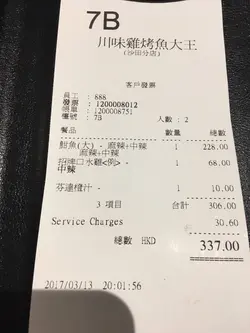 7B
川味雞烤魚大王
(沙田分店)
客戶發票
員工 : 888
發票 : 1200008012
帳單 : 1200008751
檯號 : 7B 人數 : 2
餐品 數量 總數
鮰魚(大) - 麻辣+中辣 1 228.00
麻辣+中辣
招牌口水雞<例> - 1 68.00
中辣
芬達橙汁 - 1 10.00
3 項目 合計 306.00
Service Charges 30.60
總數 HKD 337.00
2017/03/13 20:01:56